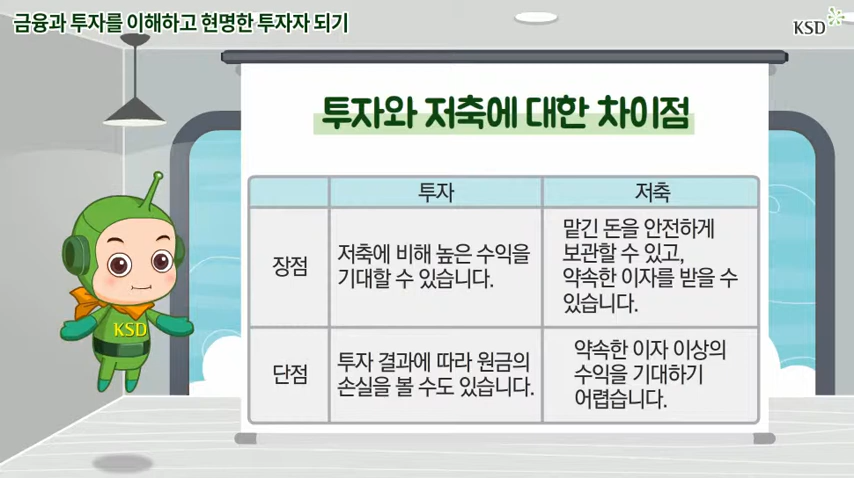 금융과 투자를 이해하고 현명한 투자자 되기
KSD
투자와 저축에 대한 차이점
투자
저축
장점
저축에 비해 높은 수익을
기대할 수 있습니다.
맡긴 돈을 안전하게
보관할 수 있고,
약속한 이자를 받을 수
있습니다.
단점
투자 결과에 따라 원금의
손실을 볼 수도 있습니다.
약속한 이자 이상의
수익을 기대하기
어렵습니다.
KSD